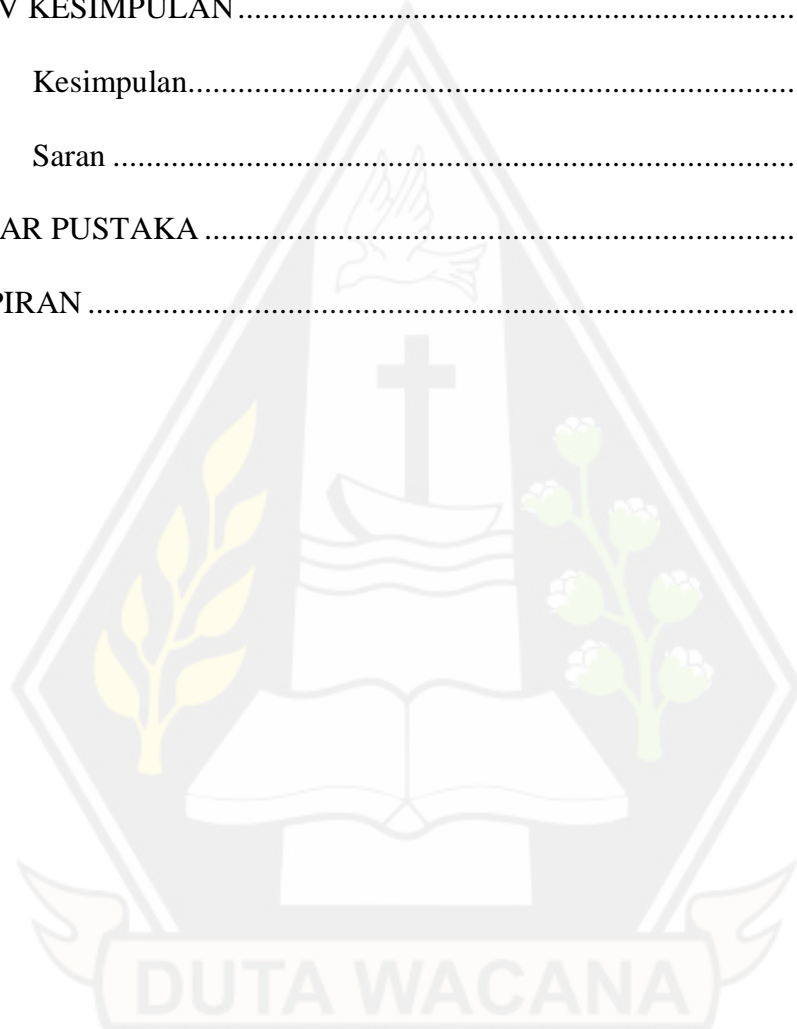 V KESIMPULAN.......................................................................
Kesimpulan............................................................................
Saran .....................................................................................
AR PUSTAKA ...........................................................................
PIRAN .........................................................................................
DUTA WACANA